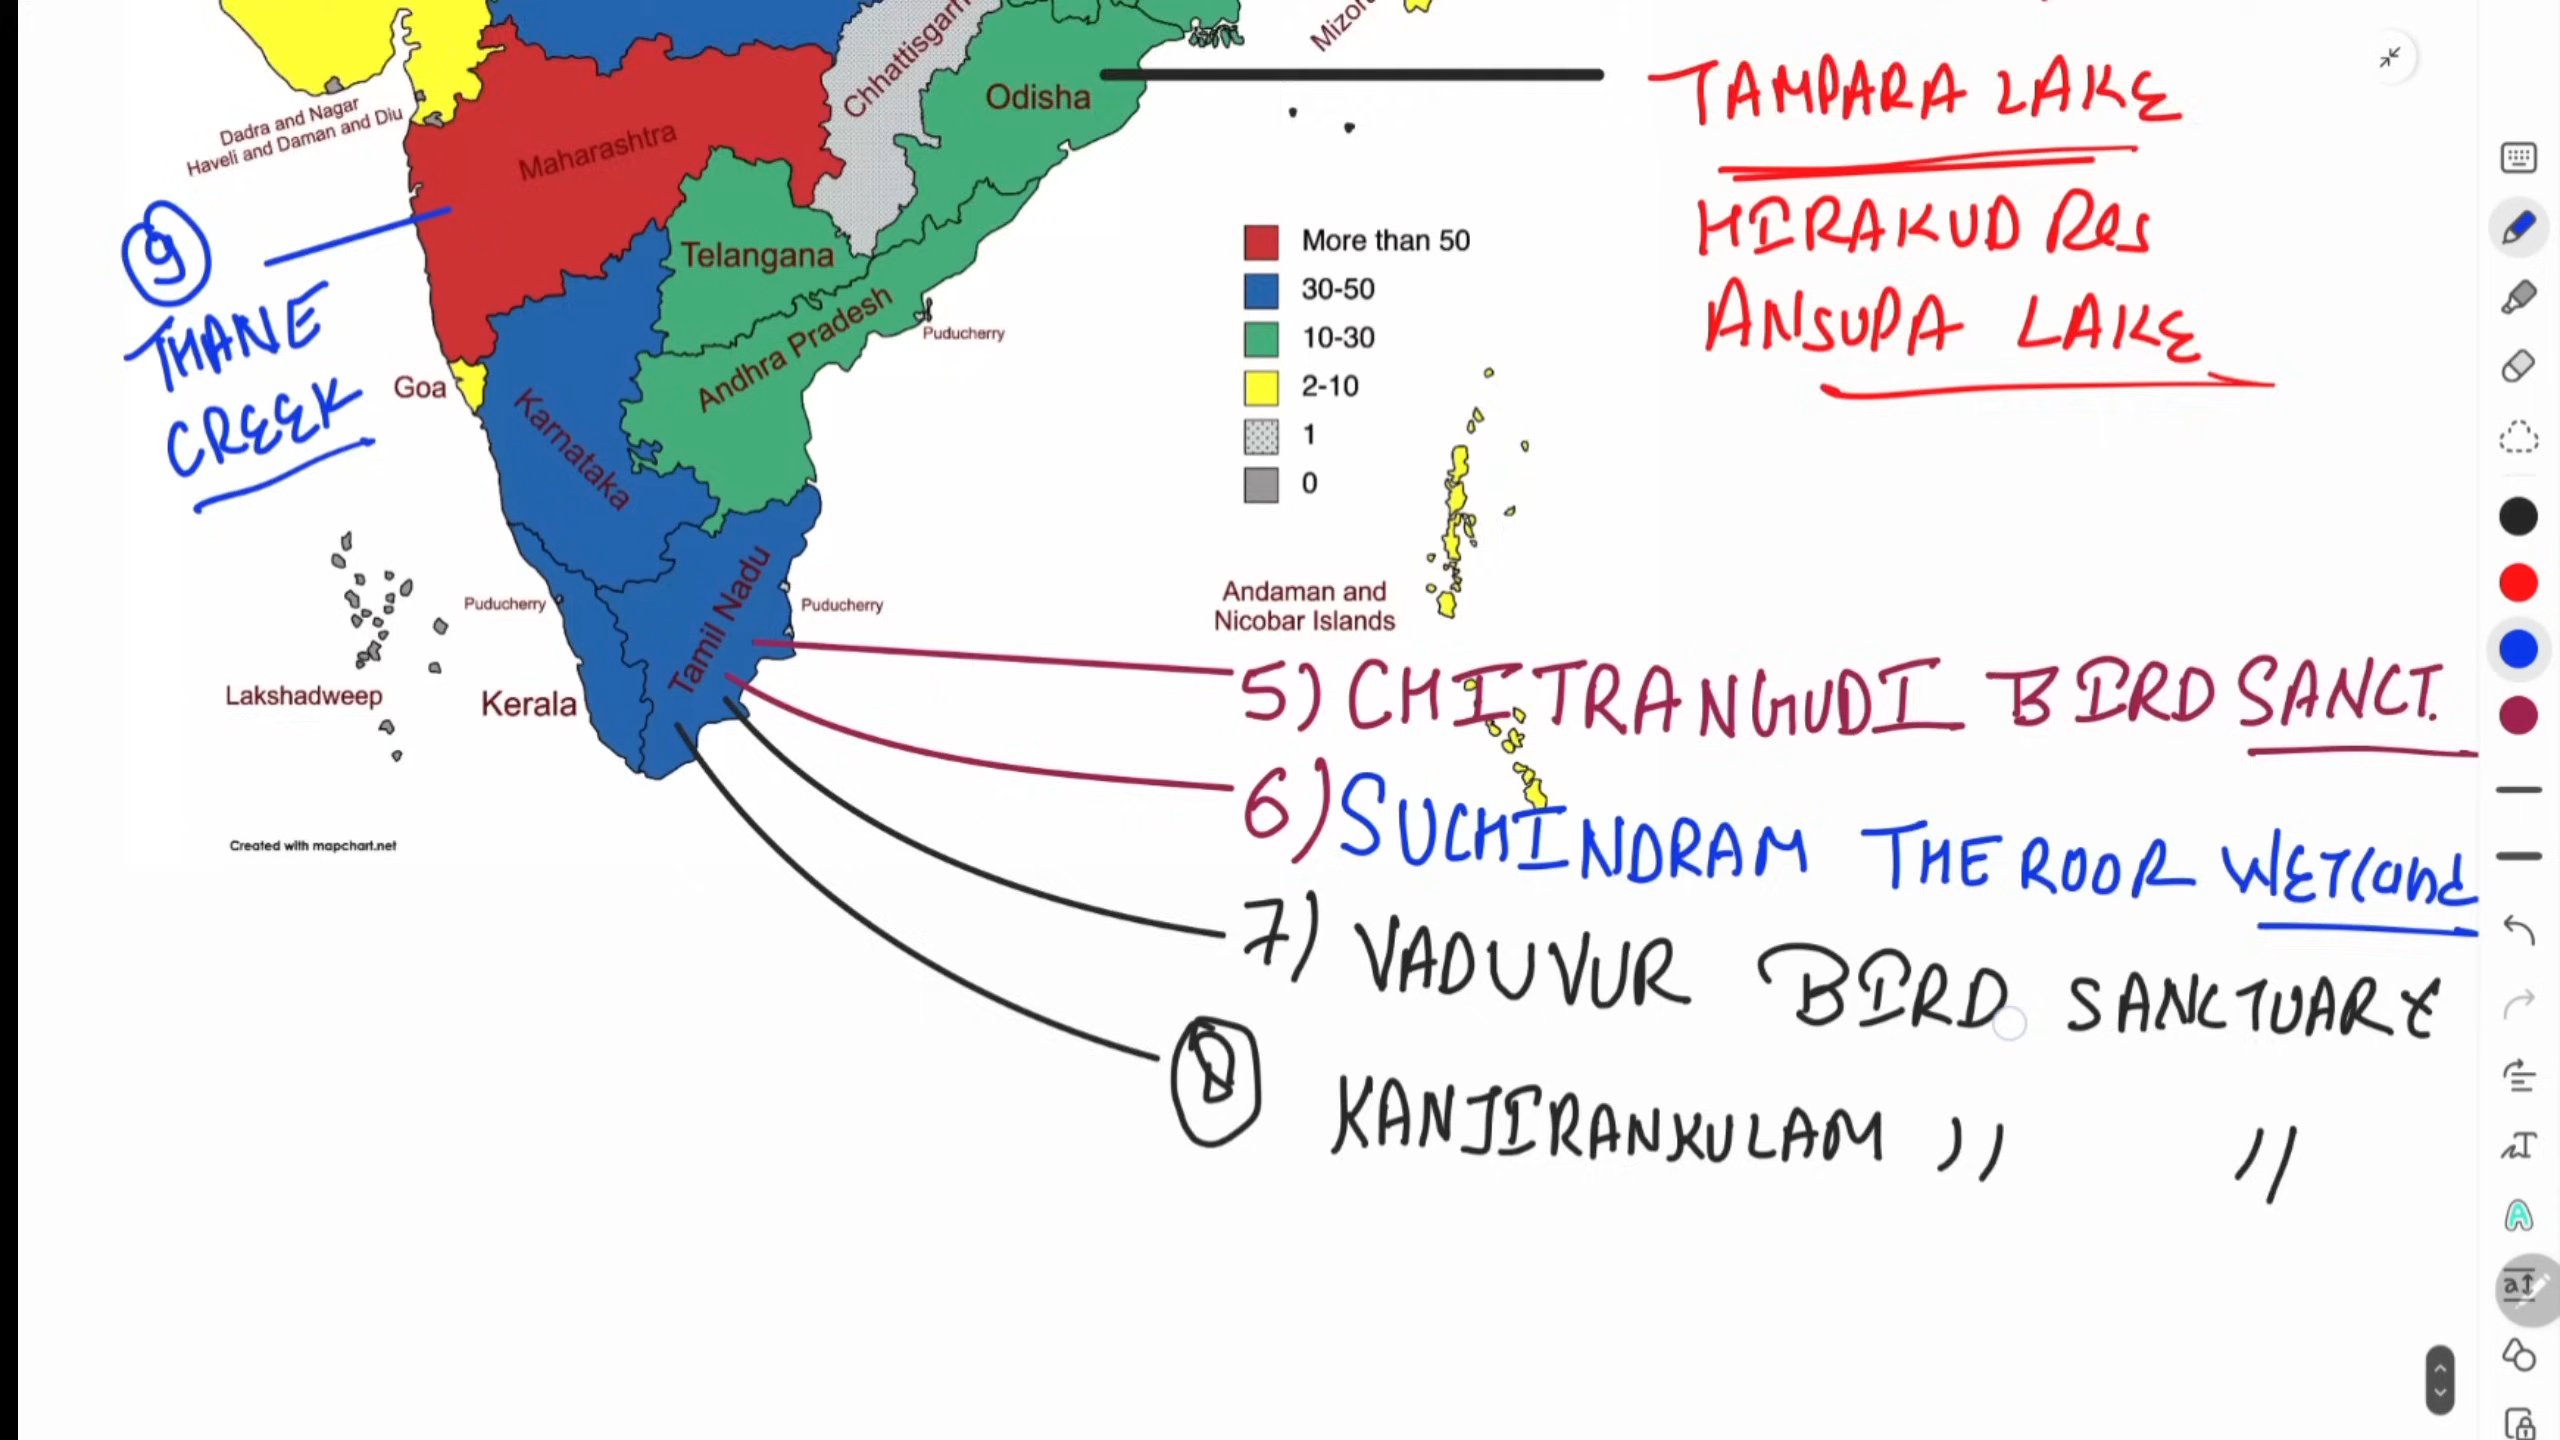 Chhattisgarh
Mizor
Odisha
TAMPARA LAKE
Dadra and Nagar
Haveli and Daman and Diu
Maharashtra
HIRAKUD Res
9
THANE
CREEK
Telangana
More than 50
30-50
10-30
2-10
1
0
ANSUPA LAKE
Andhra Pradesh
Puducherry
Goa
Karnataka
Andaman and
Nicobar Islands
Puducherry
Tamil Nadu
Puducherry
Lakshadweep
Kerala
5) CHITRANGUDI BIRD SANCT.
6) SUCHINDRAM THEROOR WETland
7) VADUVUR BIRD SANCTUARY
8 KANJIRANKULAM ,, //
Created with mapchart.net